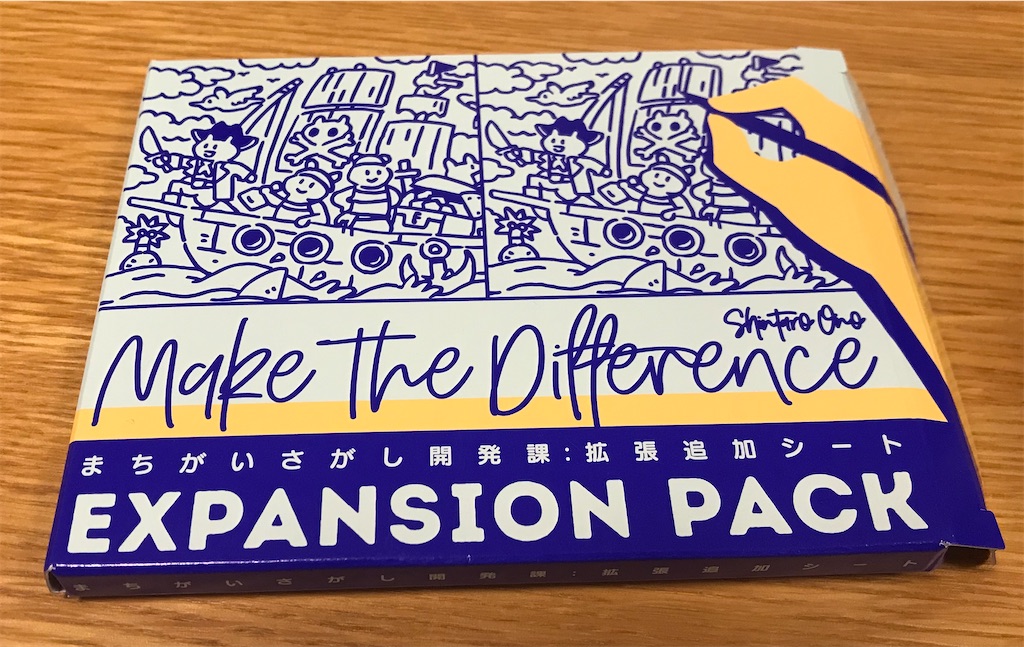 Shintaro Ono
Make The Difference
まちがいさがし開発課:拡張追加シート
EXPANSION PACK
まちがいさがし開発課:拡張追加シート